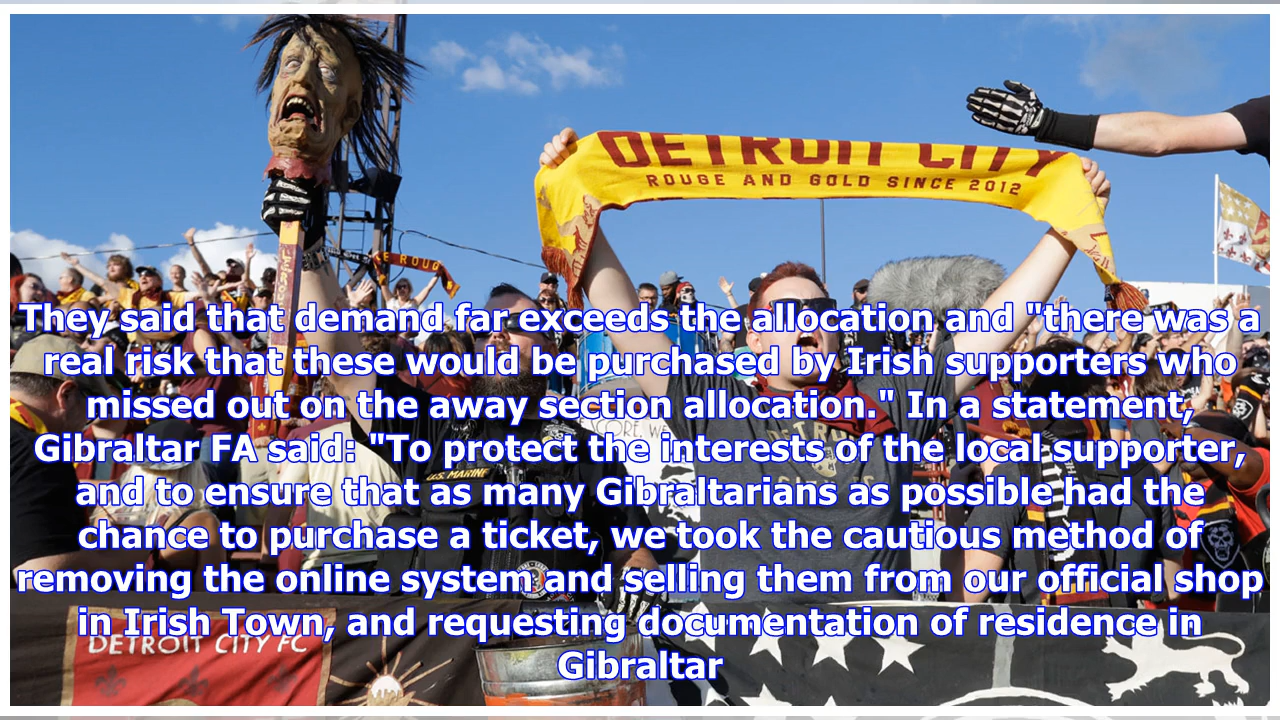 DETROIT CITY
ROUGE AND GOLD SINCE 2012
LE ROUG
They said that demand far exceeds the allocation and "there was a
real risk that these would be purchased by Irish supporters who
missed out on the away section allocation." In a statement,
Gibraltar FA said: "To protect the interests of the local supporter,
and to ensure that as many Gibraltarians as possible had the
chance to purchase a ticket, we took the cautious method of
removing the online system and selling them from our official shop
in Irish Town, and requesting documentation of residence in
Gibraltar
U.S. MARINE
DETROIT CITY FC